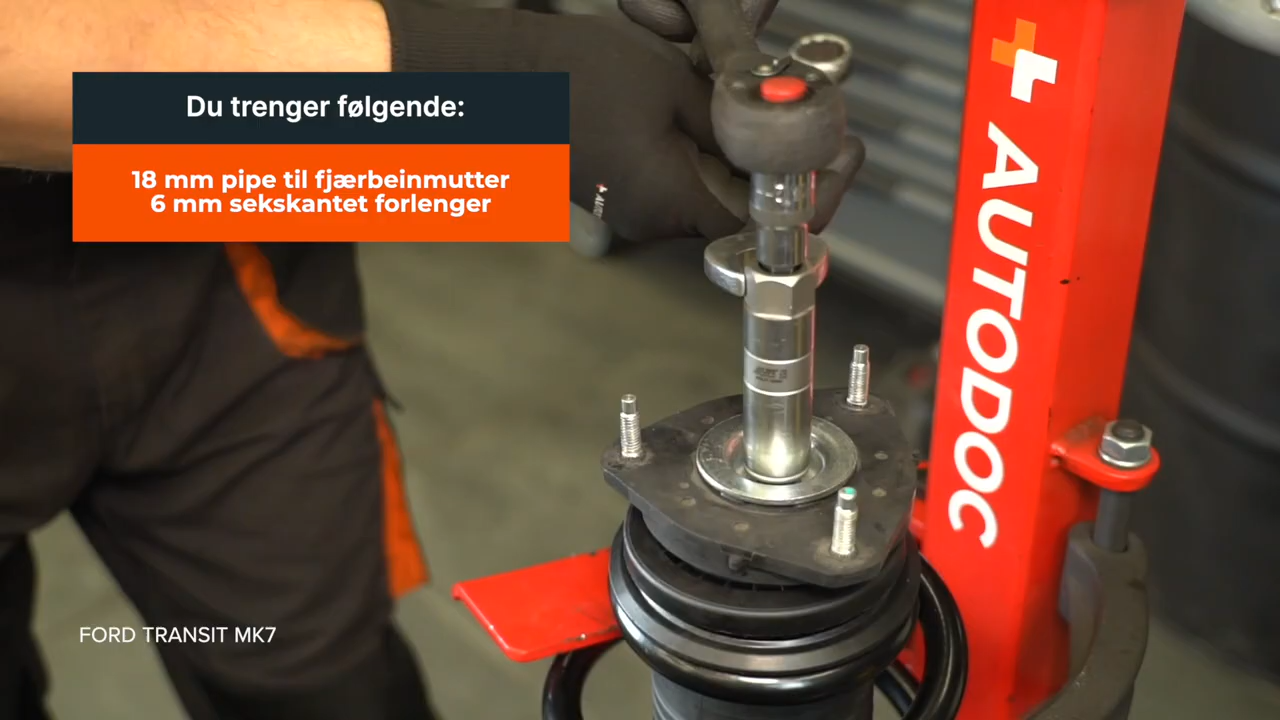 Du trenger følgende:
18 mm pipe til fjærbeinmutter
6 mm sekskantet forlenger
AUTODOC
FORD TRANSIT MK7